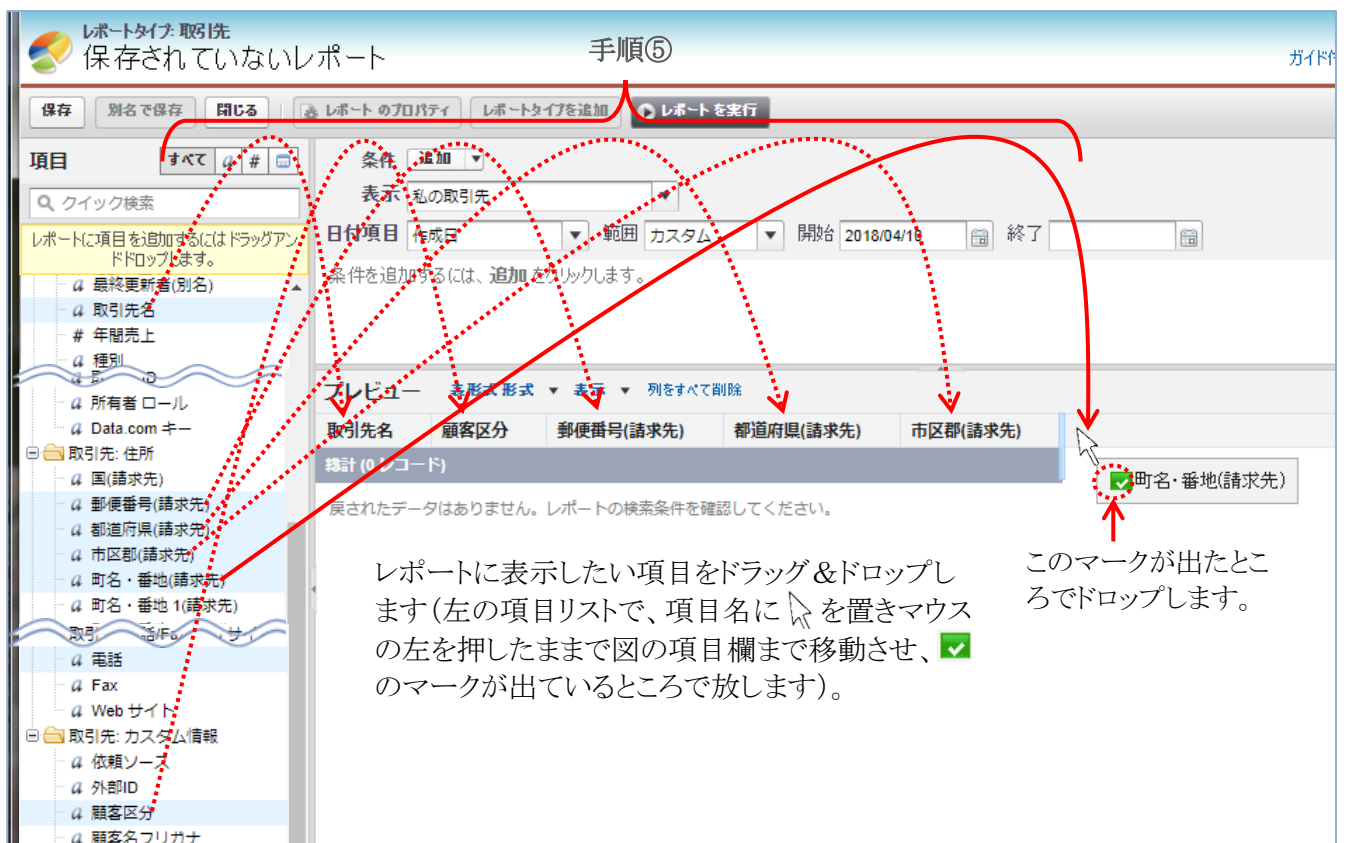 レポートタイプ: 取引先
保存されていないレポート
手順⑤
ガイド付
保存 別名で保存 閉じる レポート のプロパティ レポートタイプを追加 レポート を実行
項目 すべて a #
クイック検索
レポートに項目を追加するにはドラッグアンドドロップします。
a 最終更新者(別名)
a 取引先名
# 年間売上
a 種別
a 所有者 ロール
a Data.com キー
取引先: 住所
a 国(請求先)
a 郵便番号(請求先)
a 都道府県(請求先)
a 市区郡(請求先)
a 町名・番地(請求先)
a 町名・番地 1(請求先)
a 電話
a Fax
a Web サイト
取引先: カスタム情報
a 依頼ソース
a 外部ID
a 顧客区分
a 顧客名フリガナ
条件 追加
表示 私の取引先
日付項目 作成日 範囲 カスタム 開始 2018/04/10 終了
条件を追加するには、追加 をクリックします。
プレビュー 表形式 形式 表示 列をすべて削除
取引先名 顧客区分 郵便番号(請求先) 都道府県(請求先) 市区郡(請求先)
総計 (0 レコード)
町名・番地(請求先)
戻されたデータはありません。レポートの検索条件を確認してください。
レポートに表示したい項目をドラッグ&ドロップし
ます(左の項目リストで、項目名に を置きマウス
の左を押したままで図の項目欄まで移動させ、
のマークが出ているところで放します)。
このマークが出たとこ
ろでドロップします。